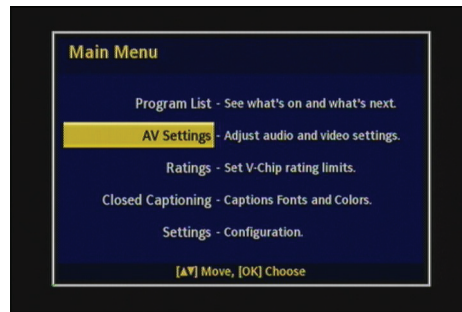 Main Menu
Program List - See what's on and what's next.
AV Settings - Adjust audio and video settings.
Ratings - Set V-Chip rating limits.
Closed Captioning - Captions Fonts and Colors.
Settings - Configuration.
[▲▼] Move, [OK] Choose